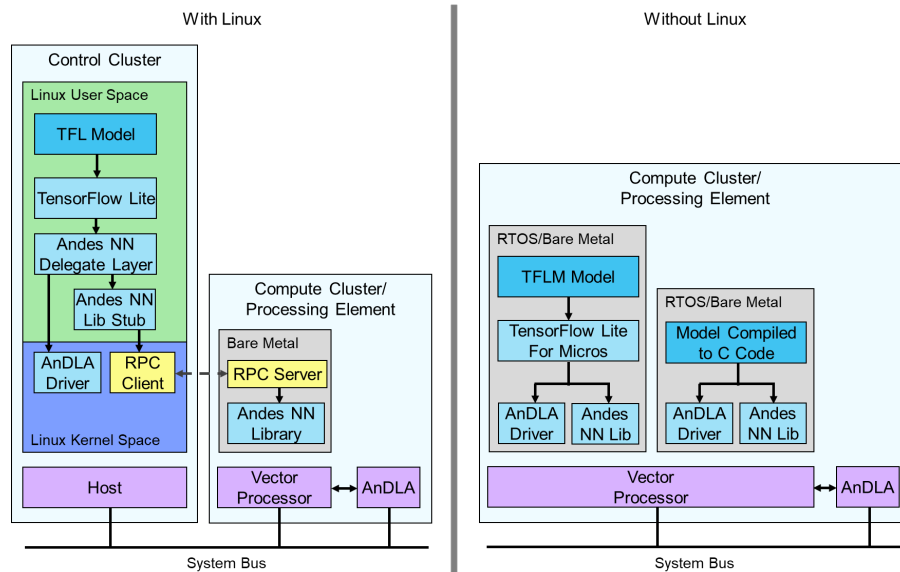 With Linux
Control Cluster
Linux User Space
TFL Model
TensorFlow Lite
Andes NN
Delegate Layer
Andes NN
Lib Stub
AnDLA
Driver
RPC
Client
Linux Kernel Space
Host
Compute Cluster/
Processing Element
Bare Metal
RPC Server
Andes NN
Library
Vector
Processor
AnDLA
System Bus
Without Linux
Compute Cluster/
Processing Element
RTOS/Bare Metal
TFLM Model
TensorFlow Lite
For Micros
AnDLA
Driver
Andes
NN Lib
RTOS/Bare Metal
Model Compiled
to C Code
AnDLA
Driver
Andes
NN Lib
Vector
Processor
AnDLA
System Bus